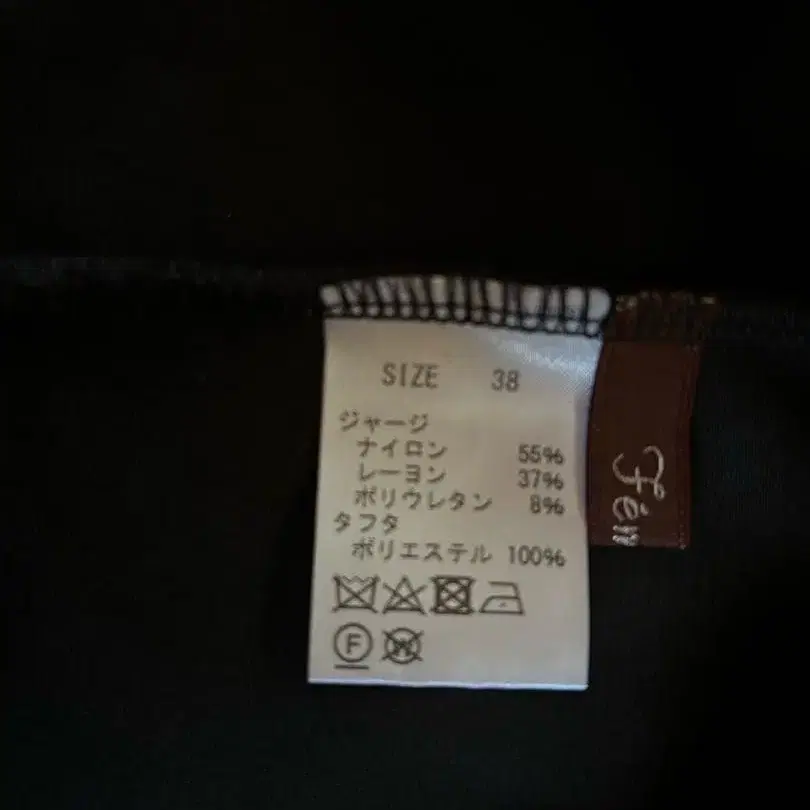 SIZE 38
ジャージ
ナイロン 55%
レーヨン 37%
ポリウレタン 8%
タフタ
ポリエステル 100%
F
W